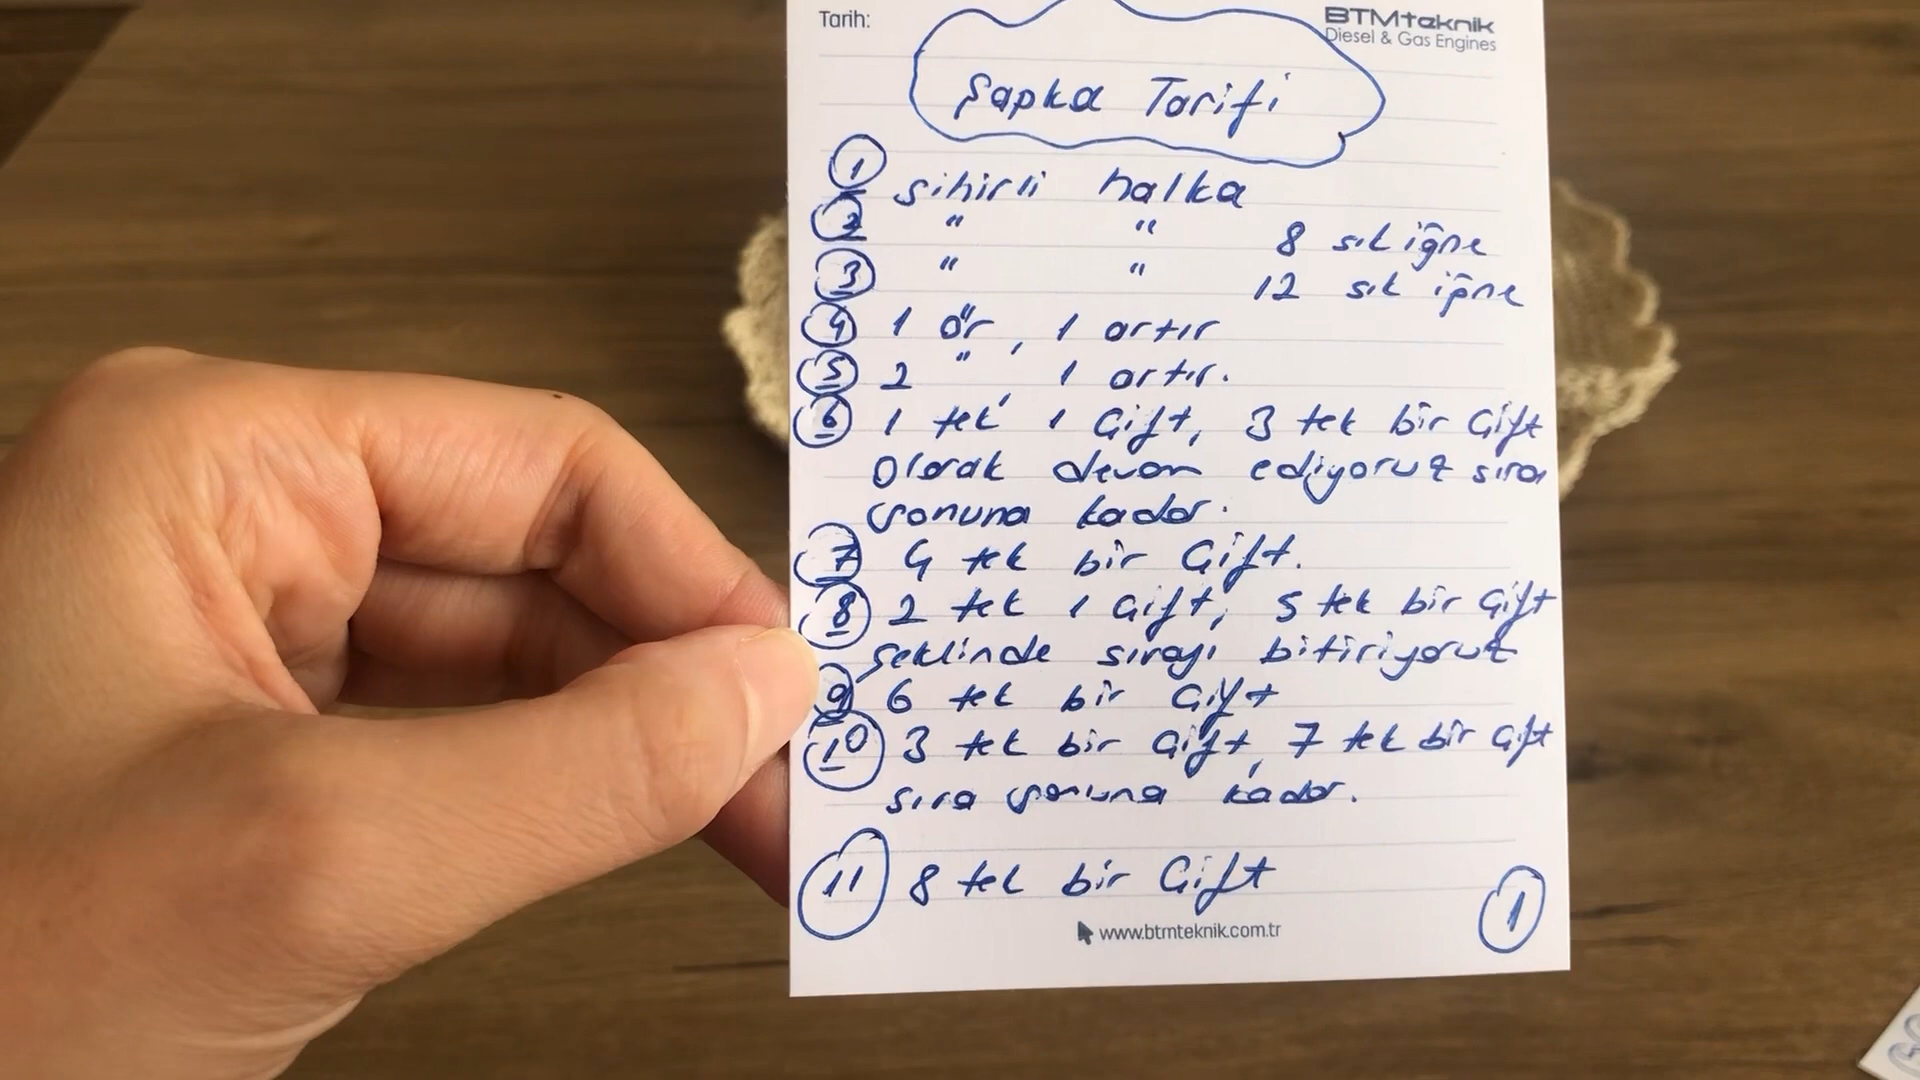 Tarih:
BTMteknik
Diesel & Gas Engines
Şapka Tarifi
1 sihirli halka
2 " " 8 sık iğne
3 " " 12 sık iğne
4 1 ör, 1 artır
5 2 ", 1 artır.
6 1 tek 1 Çift, 3 tek bir Çift
olarak devam ediyoruz sıra
sonuna kadar.
7 4 tek bir Çift.
8 2 tek 1 Çift, 5 tek bir Çift
şeklinde sırayı bitiriyoruz
9 6 tek bir Çift
10 3 tek bir Çift, 7 tek bir Çift
sıra sonuna kadar.
11 8 tek bir Çift
1
www.btmteknik.com.tr